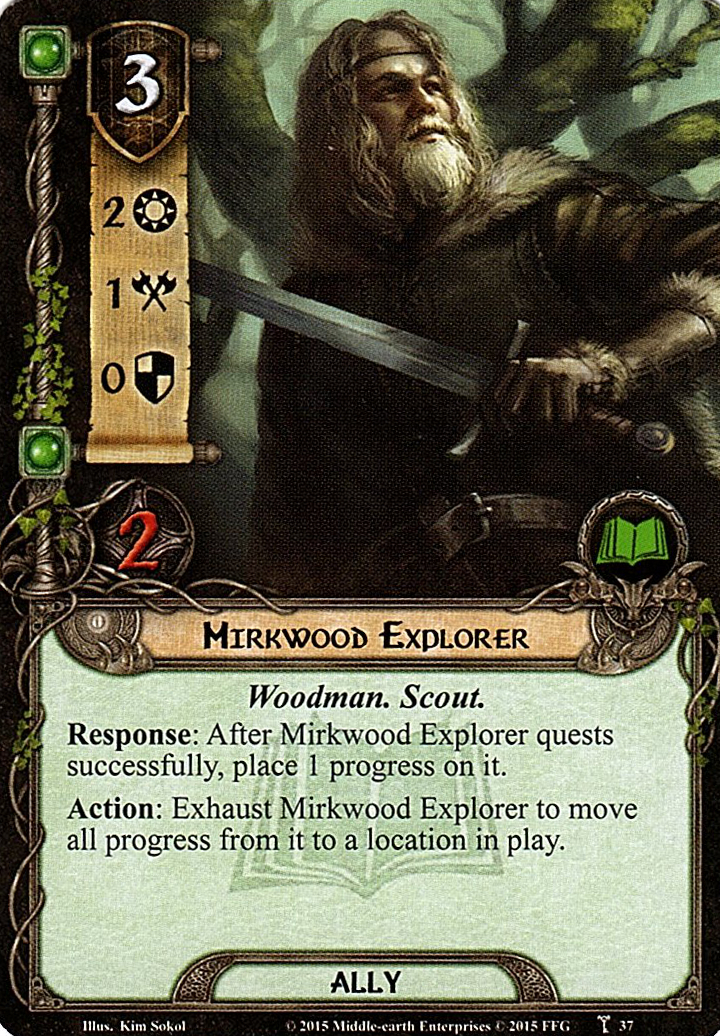 3
2
1
0
2
Mirkwood Explorer
Woodman. Scout.
Response: After Mirkwood Explorer quests
successfully, place 1 progress on it.
Action: Exhaust Mirkwood Explorer to move
all progress from it to a location in play.
ALLY
Illus. Kim Sokol © 2015 Middle-earth Enterprises © 2015 FFG 37